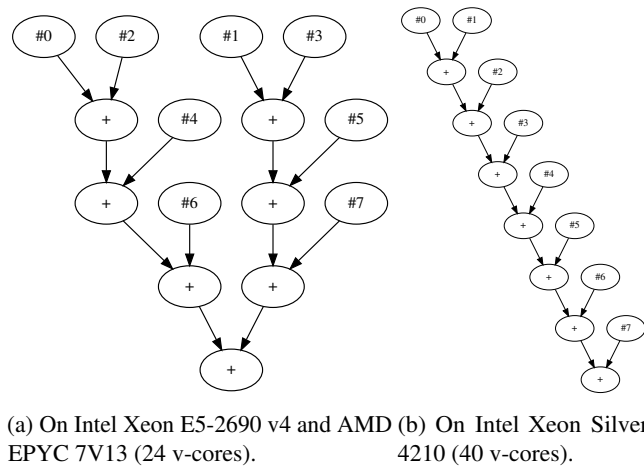 #0 #2 #1 #3
+ #4 + #5
+ #6 + #7
+ +
+
#0 #1
+ #2
+ #3
+ #4
+ #5
+ #6
+ #7
+
(a) On Intel Xeon E5-2690 v4 and AMD
EPYC 7V13 (24 v-cores).
(b) On Intel Xeon Silver
4210 (40 v-cores).